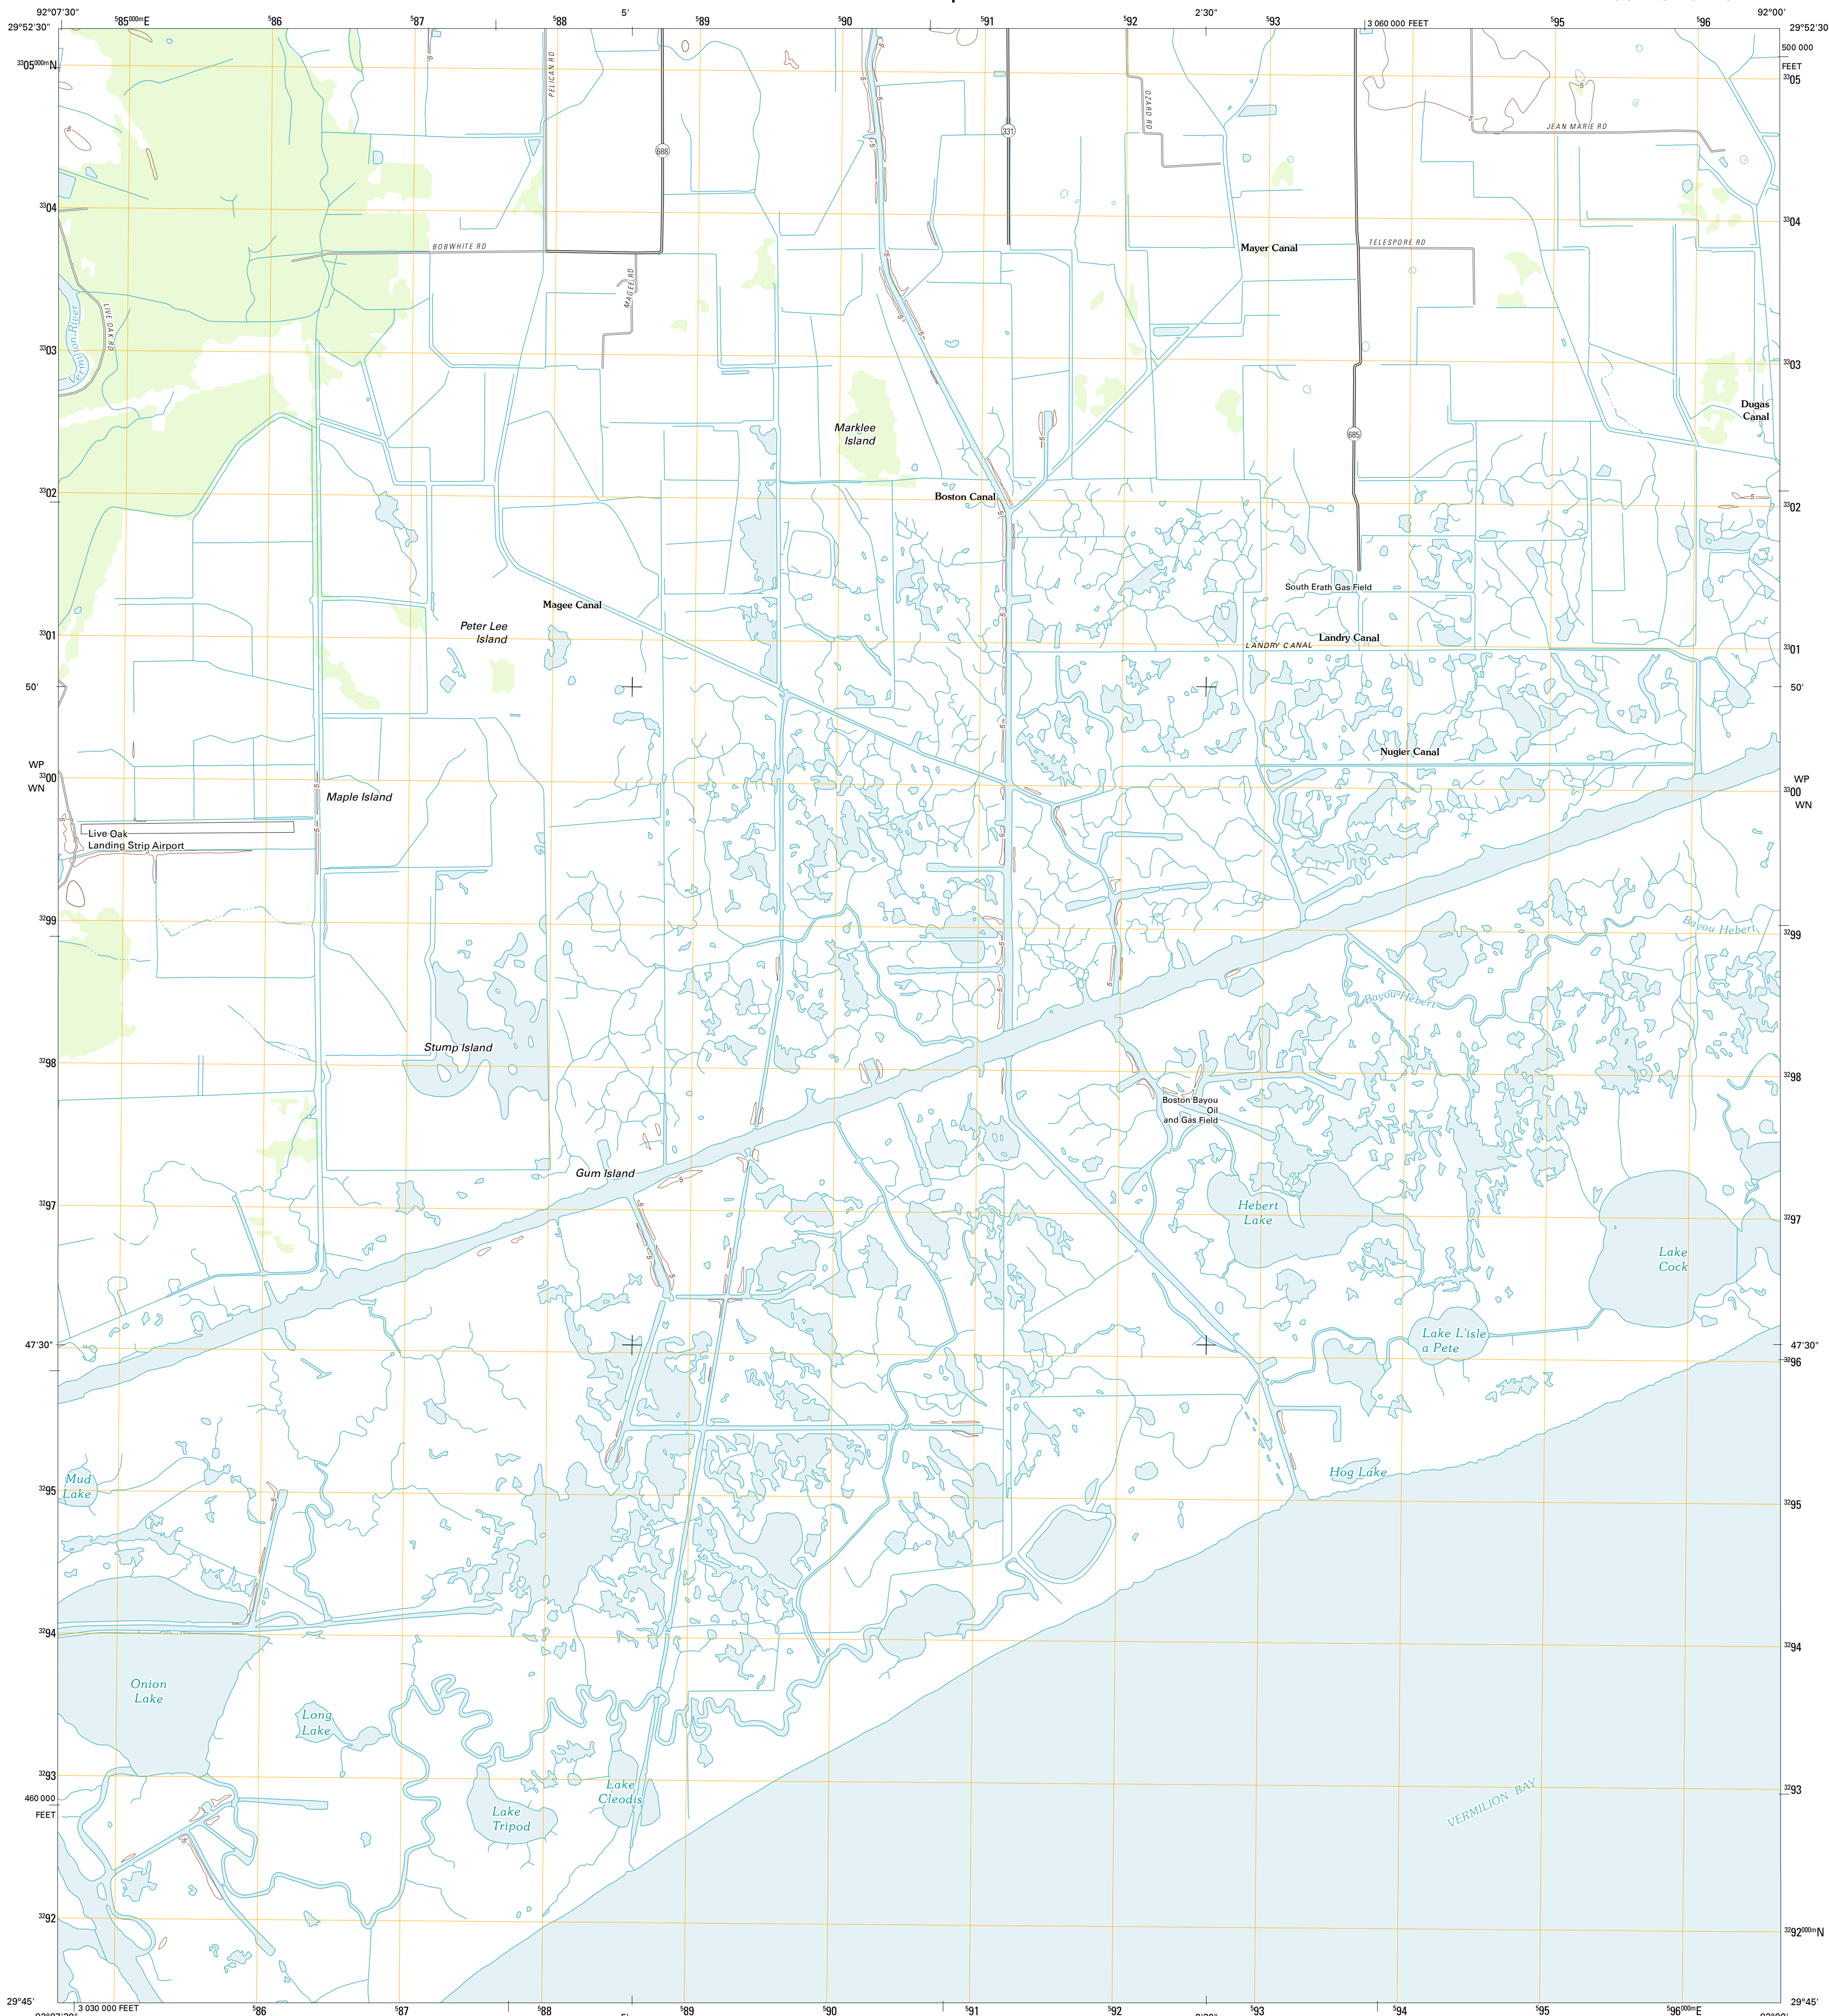 92°07'30"
⁵85⁰⁰⁰ᵐE
⁵86
⁵87
⁵88
5'
⁵89
⁵90
⁵91
⁵92
2'30"
⁵93
3 060 000 FEET
⁵95
⁵96
92°00'
29°52'30"
29°52'30
³³05⁰⁰⁰ᵐN
500 000
FEET
³³05
PELICAN RD
OZARD RD
331
688
JEAN MARIE RD
³³04
³³04
BOBWHITE RD
MAGEE RD
Mayer Canal
TELESPORE RD
LIVE OAK RD
Vermilion River
³³03
³³03
Marklee
Island
Dugas
Canal
685
³³02
Boston Canal
³³02
South Erath Gas Field
Magee Canal
Peter Lee
Island
³³01
Landry Canal
LANDRY CANAL
³³01
50'
50'
Nugier Canal
WP
WN
³³00
WP
³³00
WN
Maple Island
Live Oak
Landing Strip Airport
³²99
Bayou Hebert
³²99
Bayou Hebert
Stump Island
³²98
³²98
Boston Bayou
Oil
and Gas Field
Gum Island
³²97
Hebert
Lake
³²97
Lake
Cock
Lake L'isle
a Pete
47'30"
47'30"
³²96
Mud
Lake
Hog Lake
³²95
³²95
³²94
³²94
Onion
Lake
Long
Lake
³²93
Lake
Cleodis
³²93
460 000
FEET
Lake
Tripod
VERMILION BAY
³²92
³²92⁰⁰⁰ᵐN
29°45'
29°45'
3 030 000 FEET
⁵86
⁵87
⁵88
⁵89
⁵90
⁵91
⁵92
⁵93
⁵94
⁵95
⁵96⁰⁰⁰ᵐE